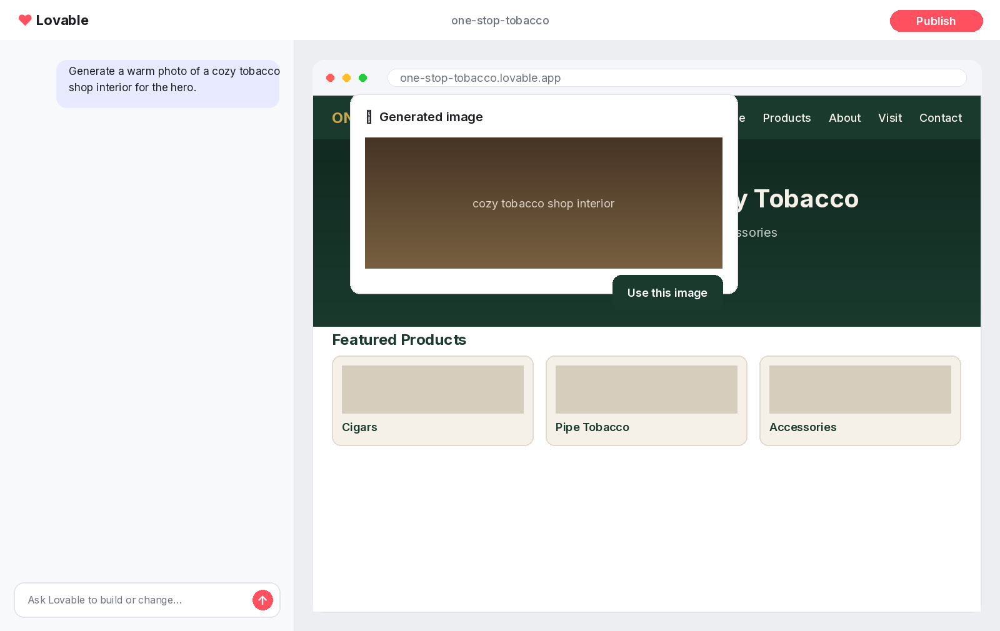 Lovable
one-stop-tobacco
Publish
Generate a warm photo of a cozy tobacco
shop interior for the hero.
one-stop-tobacco.lovable.app
ON
e Products About Visit Contact
Generated image
cozy tobacco shop interior
y Tobacco
ssories
Use this image
Featured Products
Cigars
Pipe Tobacco
Accessories
Ask Lovable to build or change...